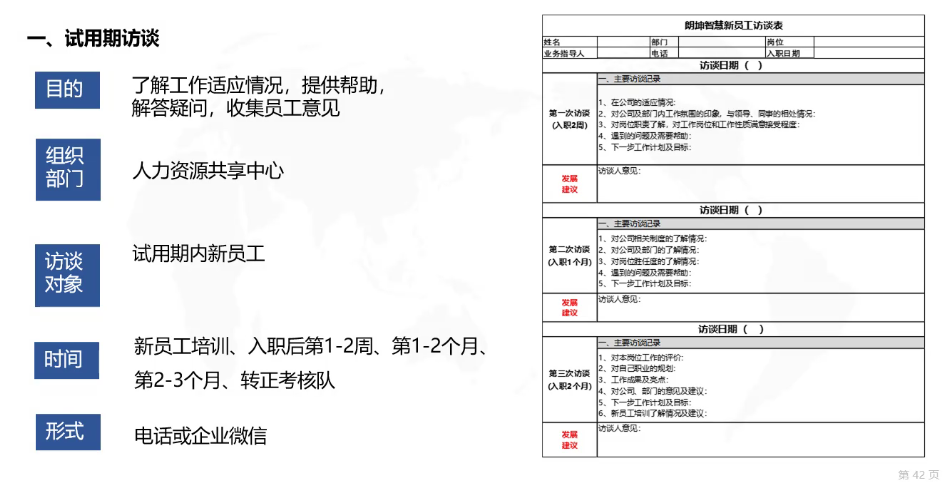 一、试用期访谈
目的
了解工作适应情况，提供帮助，
解答疑问，收集员工意见
组织
部门
人力资源共享中心
访谈
对象
试用期内新员工
时间
新员工培训、入职后第1-2周、第1-2个月、
第2-3个月、转正考核队
形式
电话或企业微信
朗坤智慧新员工访谈表
姓名 部门 岗位
业务指导人 电话 入职日期
访谈日期（ ）
第一次访谈
(入职2周)
一、主要访谈记录
1、在公司的适应情况：
2、对公司及部门内工作氛围的印象，与领导、同事的相处情况：
3、对岗位职责了解，对工作岗位和工作性质满意接受程度：
4、遇到的问题及需要帮助：
5、下一步工作计划及目标：
发展
建议
访谈人意见：
访谈日期（ ）
第二次访谈
(入职1个月)
一、主要访谈记录
1、对公司相关制度的了解情况：
2、对公司及部门的了解情况：
3、对岗位胜任度的了解情况：
4、遇到的问题及需要帮助：
5、下一步工作计划及目标：
发展
建议
访谈人意见：
访谈日期（ ）
第三次访谈
(入职2个月)
一、主要访谈记录
1、对本岗位工作的评价：
2、对自己职业的规划：
3、工作成果及亮点：
4、对公司、部门的意见及建议：
5、下一步工作计划及目标：
6、新员工培训了解情况及建议：
发展
建议
访谈人意见：
第 42 页